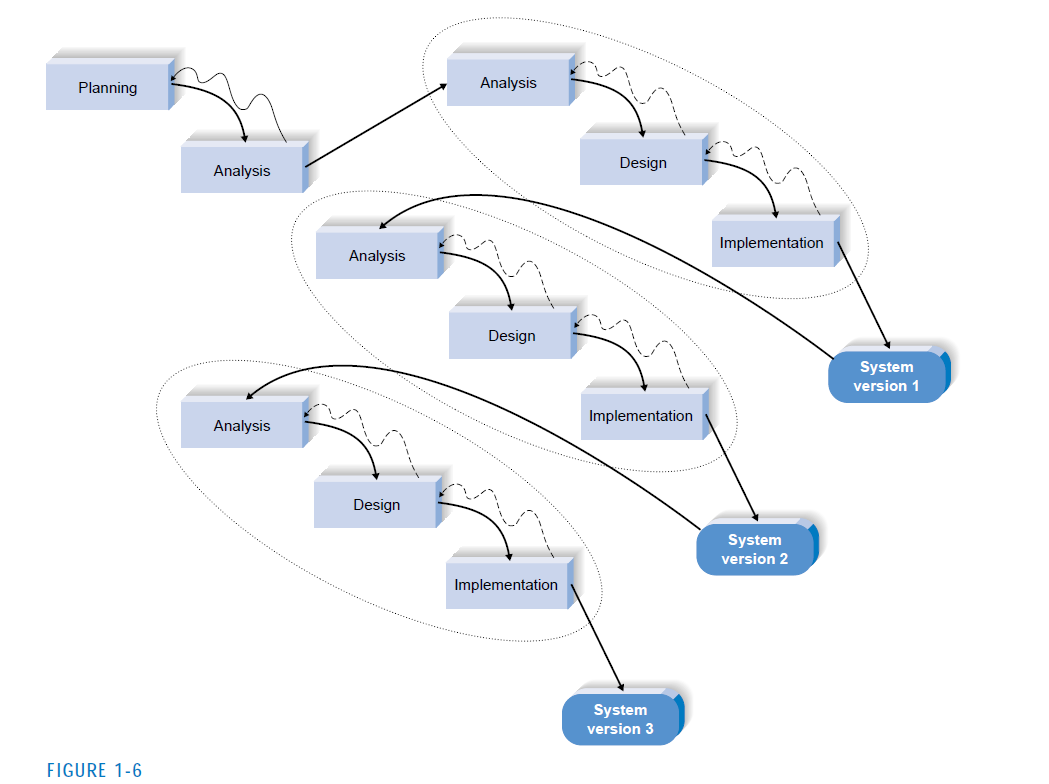 Planning
Analysis
Analysis
Design
Implementation
System
version 1
Analysis
Design
Implementation
System
version 2
Analysis
Design
Implementation
System
version 3
FIGURE 1-6